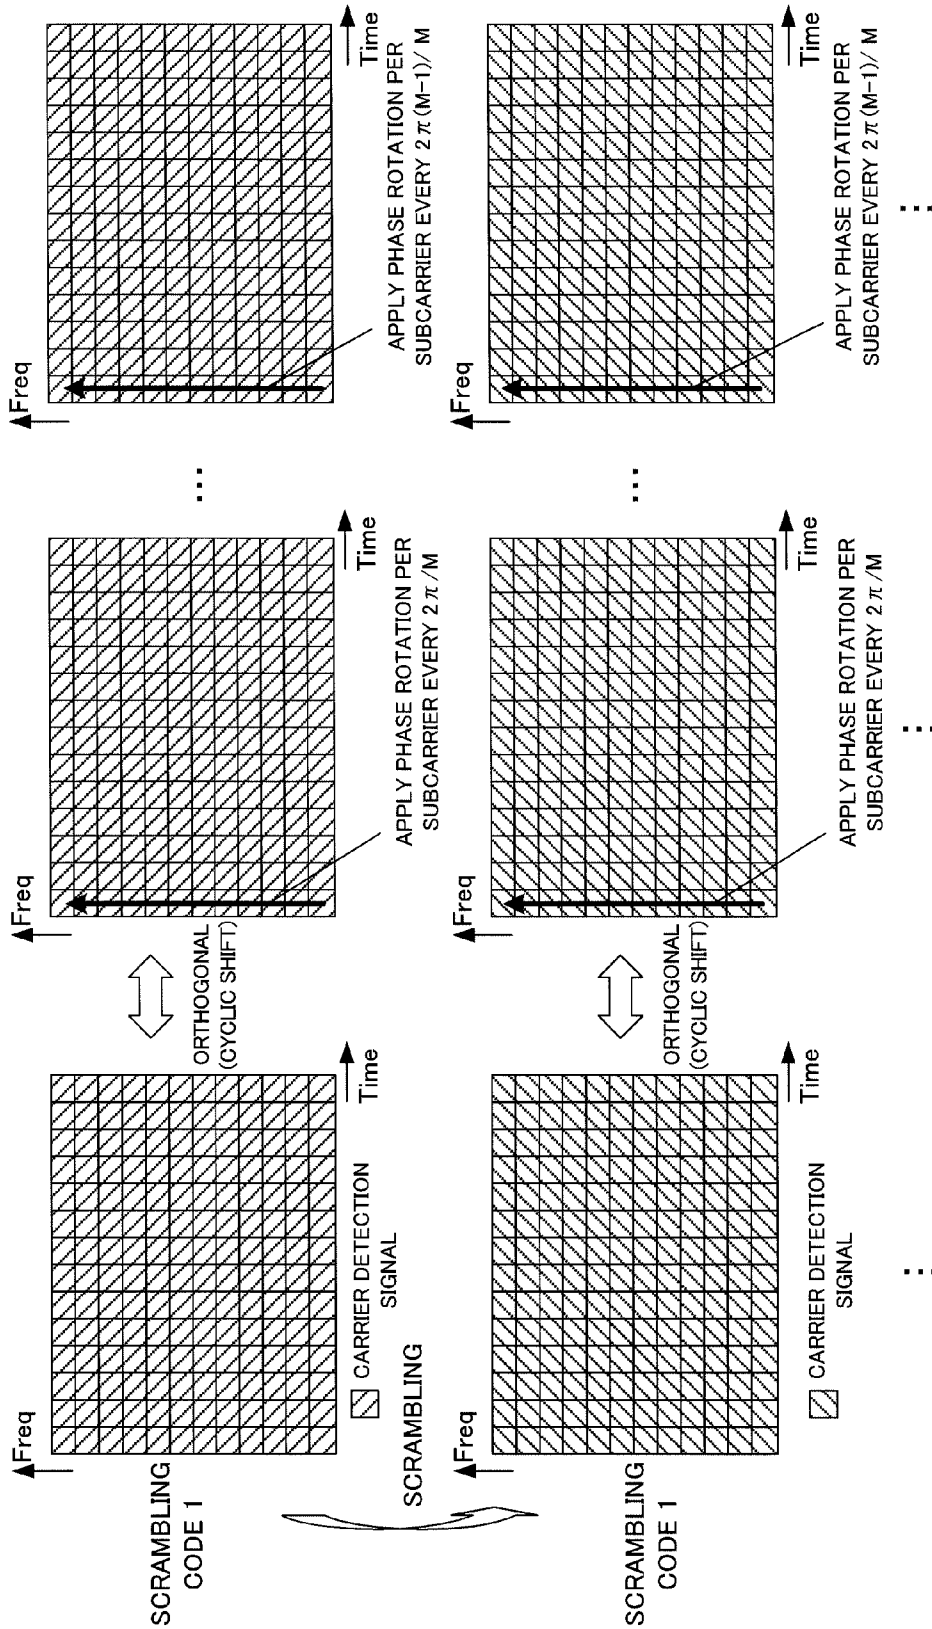 Freq
SCRAMBLING
CODE 1
Time
CARRIER DETECTION
SIGNAL
ORTHOGONAL
(CYCLIC SHIFT)
Freq
Time
APPLY PHASE ROTATION PER
SUBCARRIER EVERY 2π/M
...
Freq
Time
APPLY PHASE ROTATION PER
SUBCARRIER EVERY 2π(M-1)/M
SCRAMBLING
Freq
SCRAMBLING
CODE 1
Time
CARRIER DETECTION
SIGNAL
ORTHOGONAL
(CYCLIC SHIFT)
Freq
Time
APPLY PHASE ROTATION PER
SUBCARRIER EVERY 2π/M
...
Freq
Time
APPLY PHASE ROTATION PER
SUBCARRIER EVERY 2π(M-1)/M
...
...
...